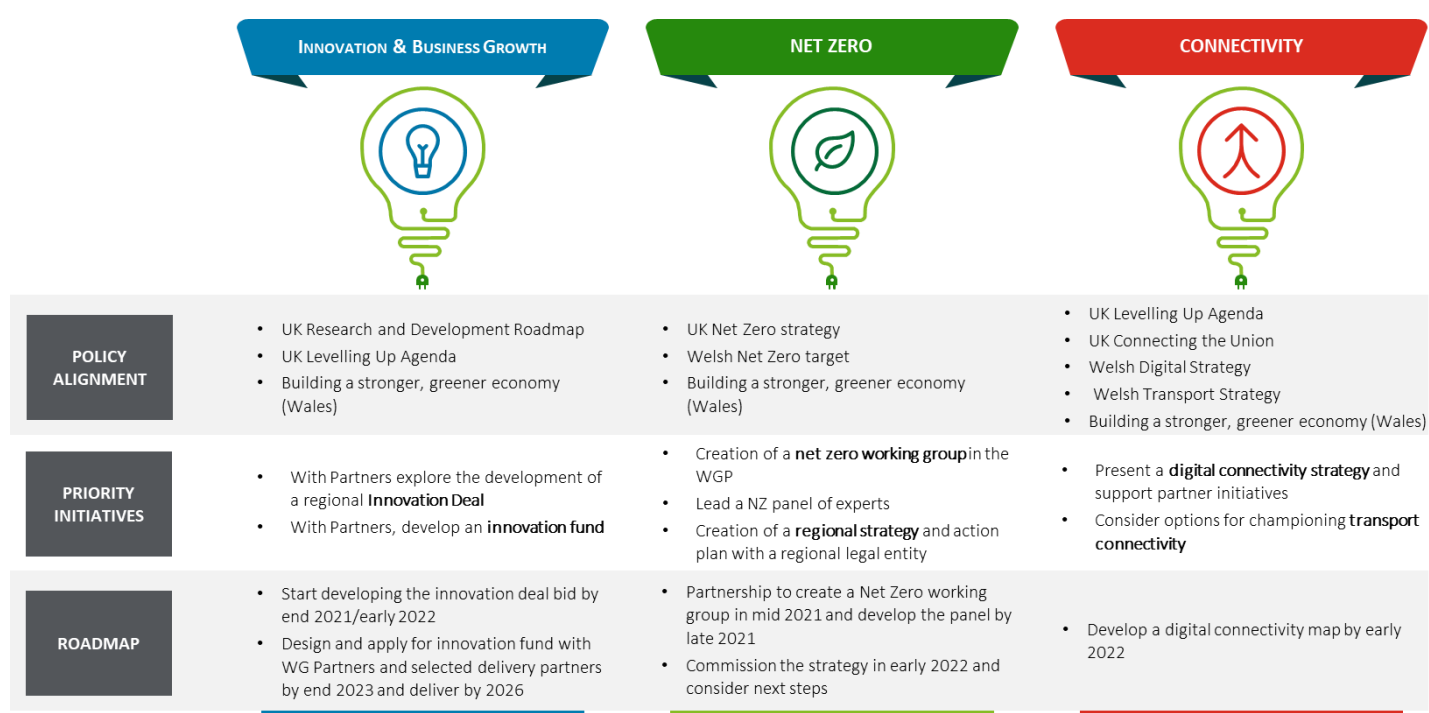 INNOVATION & BUSINESS GROWTH
NET ZERO
CONNECTIVITY
POLICY
ALIGNMENT
• UK Research and Development Roadmap
• UK Levelling Up Agenda
• Building a stronger, greener economy
(Wales)
• UK Net Zero strategy
• Welsh Net Zero target
• Building a stronger, greener economy
(Wales)
• UK Levelling Up Agenda
• UK Connecting the Union
• Welsh Digital Strategy
• Welsh Transport Strategy
• Building a stronger, greener economy (Wales)
PRIORITY
INITIATIVES
• With Partners explore the development of
a regional Innovation Deal
• With Partners, develop an innovation fund
• Creation of a net zero working group in the
WGP
• Lead a NZ panel of experts
• Creation of a regional strategy and action
plan with a regional legal entity
• Present a digital connectivity strategy and
support partner initiatives
• Consider options for championing transport
connectivity
ROADMAP
• Start developing the innovation deal bid by
end 2021/early 2022
• Design and apply for innovation fund with
WG Partners and selected delivery partners
by end 2023 and deliver by 2026
• Partnership to create a Net Zero working
group in mid 2021 and develop the panel by
late 2021
• Commission the strategy in early 2022 and
consider next steps
• Develop a digital connectivity map by early
2022